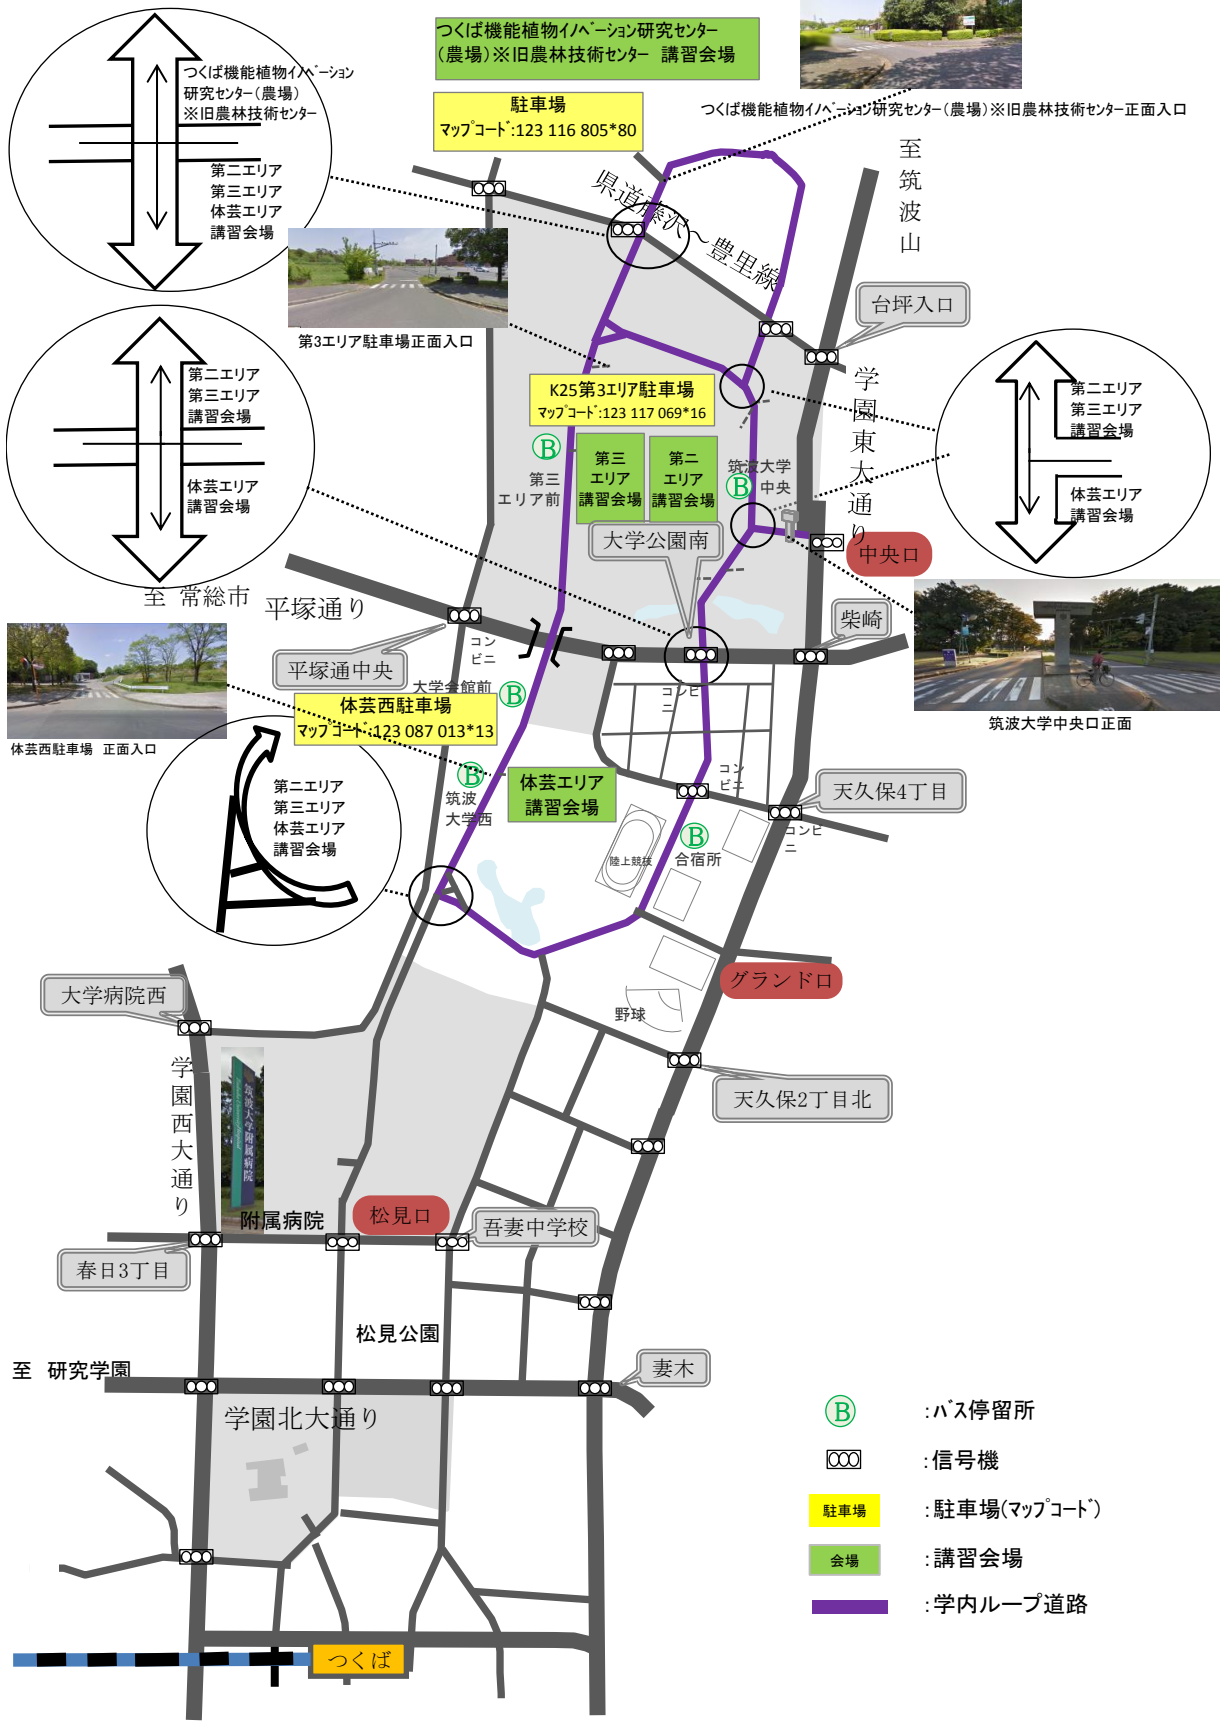 つくば機能植物イノベーション研究センター
(農場)※旧農林技術センター 講習会場
つくば機能植物イノベーション
研究センター(農場)
※旧農林技術センター
第二エリア
第三エリア
体芸エリア
講習会場
駐車場
マップコード:123 116 805*80
つくば機能植物イノベーション研究センター(農場)※旧農林技術センター正面入口
至筑波山
県道藤沢～豊里線
台坪入口
第3エリア駐車場正面入口
学園東大通り
第二エリア
第三エリア
講習会場
体芸エリア
講習会場
K25第3エリア駐車場
マップコード:123 117 069*16
第二エリア
第三エリア
講習会場
体芸エリア
講習会場
B
第三
エリア前
第三
エリア
講習会場
第二
エリア
講習会場
筑波大学
中央
B
大学公園南
中央口
至 常総市
平塚通り
柴崎
コン
ビニ
平塚通中央
大学会館前
B
コンビ
ニ
筑波大学中央口正面
体芸西駐車場
マップコード:123 087 013*13
体芸西駐車場 正面入口
B
筑波
大学西
体芸エリア
講習会場
コン
ビニ
天久保4丁目
コンビ
ニ
第二エリア
第三エリア
体芸エリア
講習会場
B
合宿所
陸上競技
グランド口
大学病院西
野球
学園西大通り
筑波大学附属病院
天久保2丁目北
附属病院
松見口
吾妻中学校
春日3丁目
松見公園
至 研究学園
妻木
学園北大通り
B :バス停留所
:信号機
駐車場 :駐車場(マップコード)
会場 :講習会場
:学内ループ道路
つくば